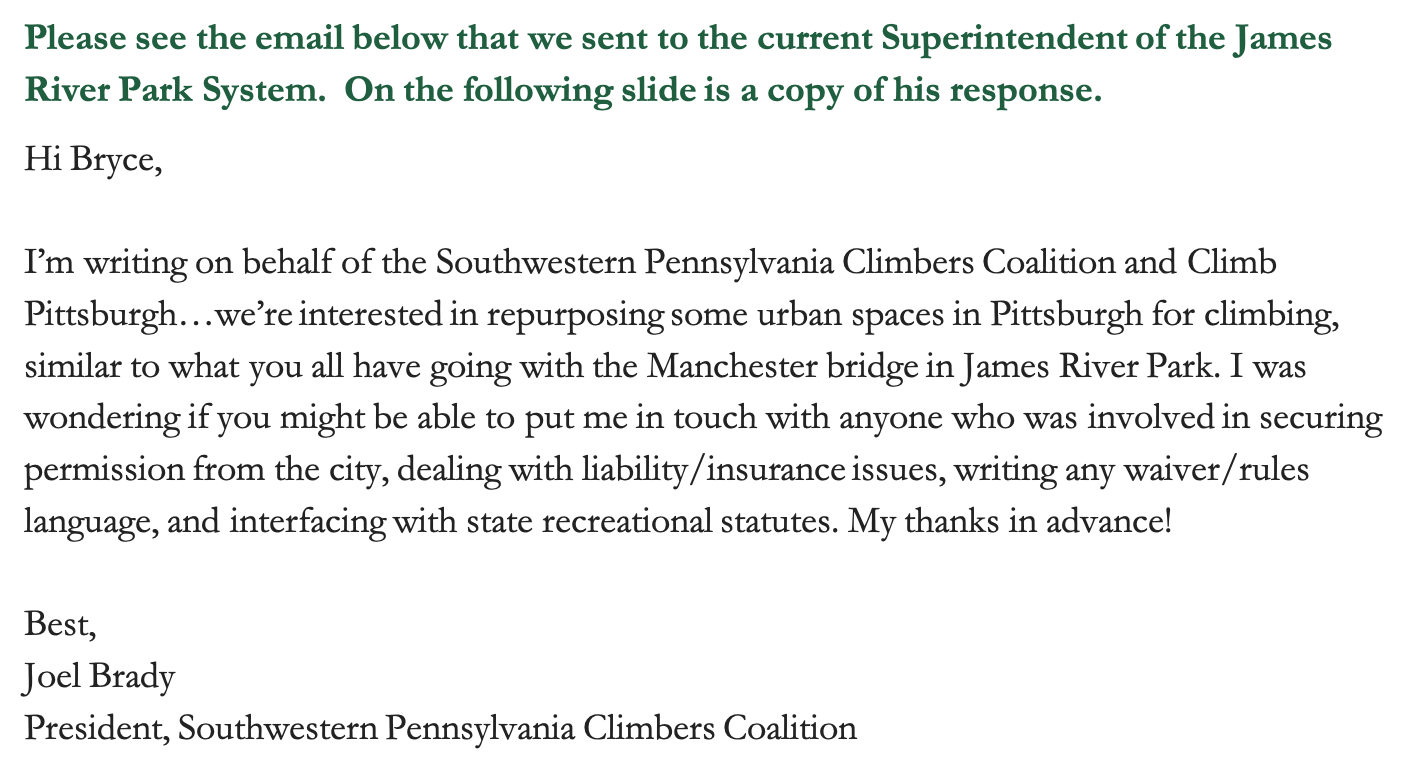 Please see the email below that we sent to the current Superintendent of the James
River Park System.  On the following slide is a copy of his response.
Hi Bryce,
I’m writing on behalf of the Southwestern Pennsylvania Climbers Coalition and Climb
Pittsburgh…we’re interested in repurposing some urban spaces in Pittsburgh for climbing,
similar to what you all have going with the Manchester bridge in James River Park. I was
wondering if you might be able to put me in touch with anyone who was involved in securing
permission from the city, dealing with liability/insurance issues, writing any waiver/rules
language, and interfacing with state recreational statutes. My thanks in advance!
Best,
Joel Brady
President, Southwestern Pennsylvania Climbers Coalition